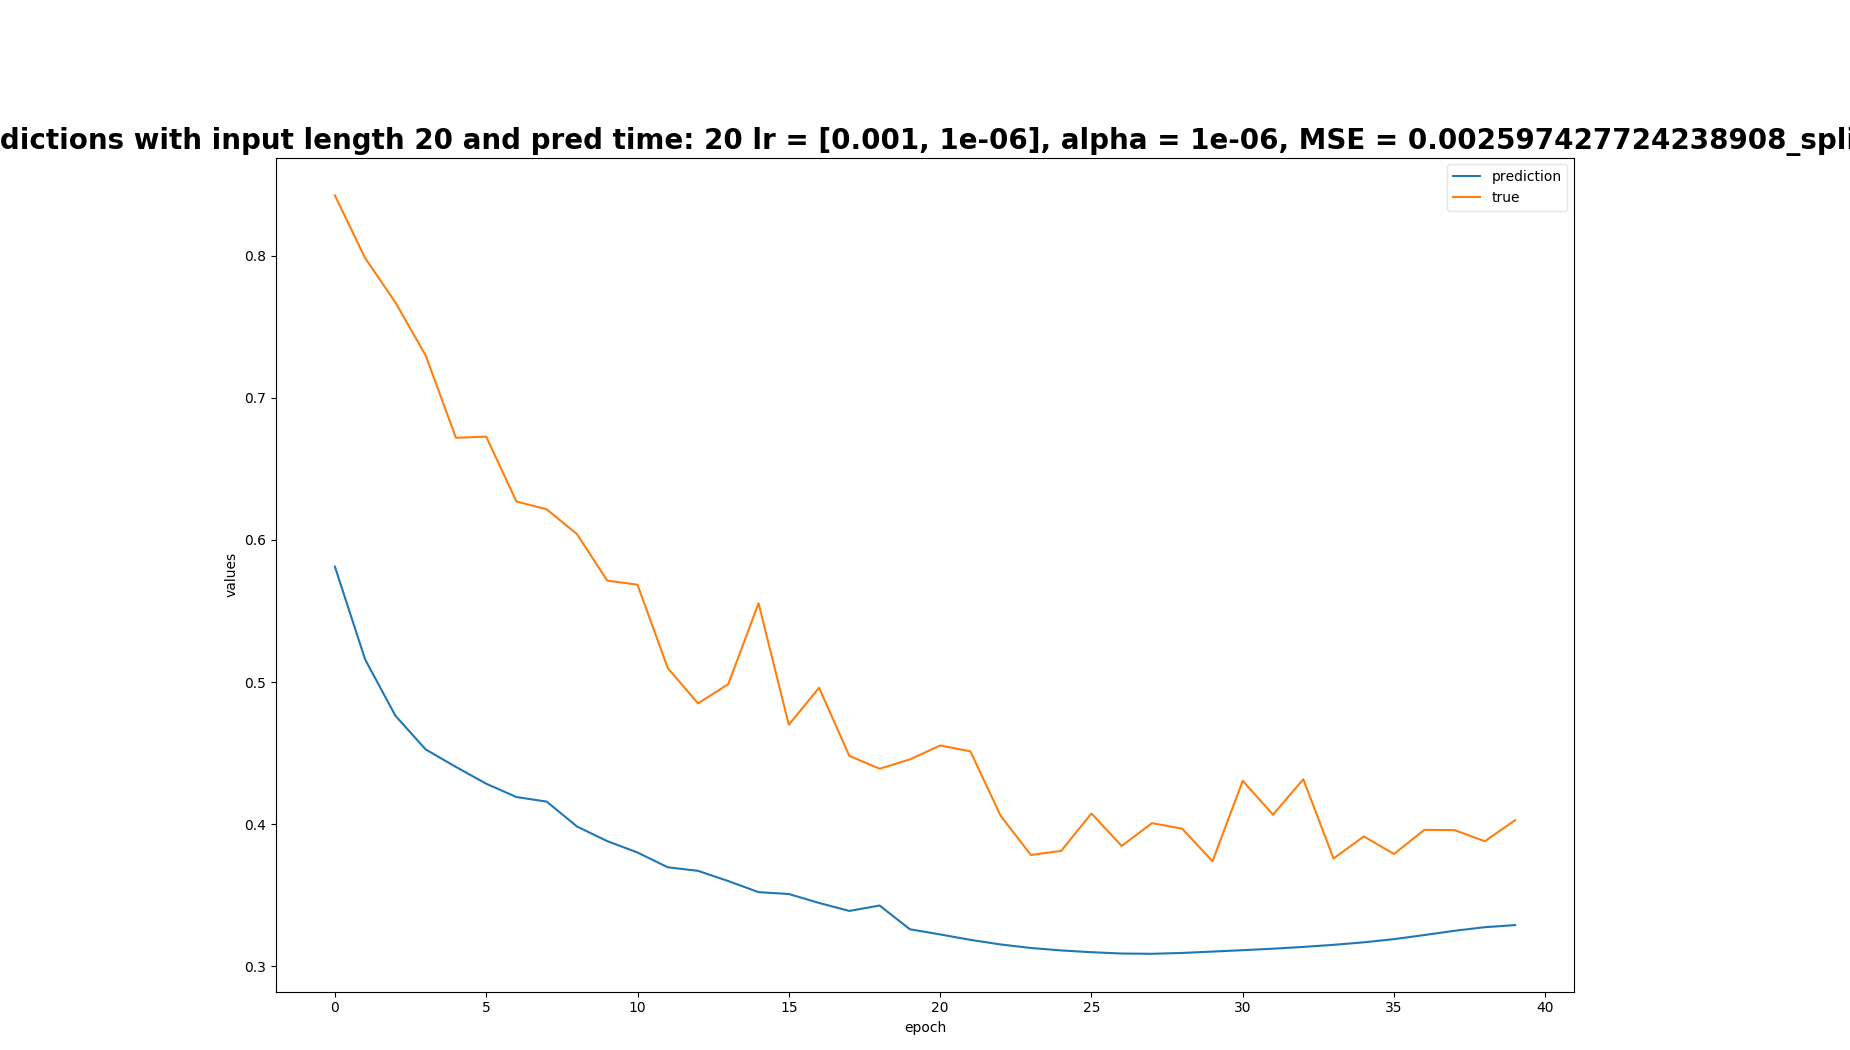 dictions with input length 20 and pred time: 20 lr = [0.001, 1e-06], alpha = 1e-06, MSE = 0.002597427724238908_spli
prediction
true
0.8
0.7
0.6
0.5
0.4
0.3
values
0 5 10 15 20 25 30 35 40
epoch